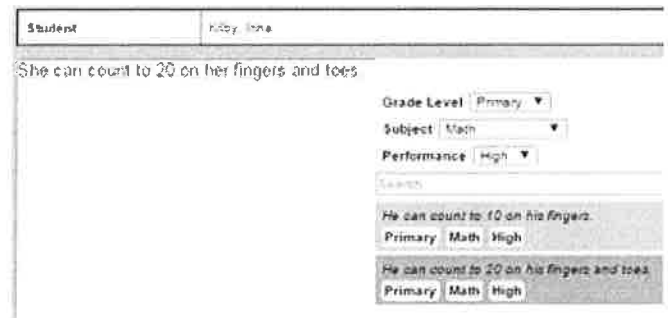 Student
She can count to 20 on her fingers and toes
Grade Level Primary ▼
Subject Math ▼
Performance High ▼
Search
He can count to 10 on his fingers.
Primary Math High
He can count to 20 on his fingers and toes.
Primary Math High